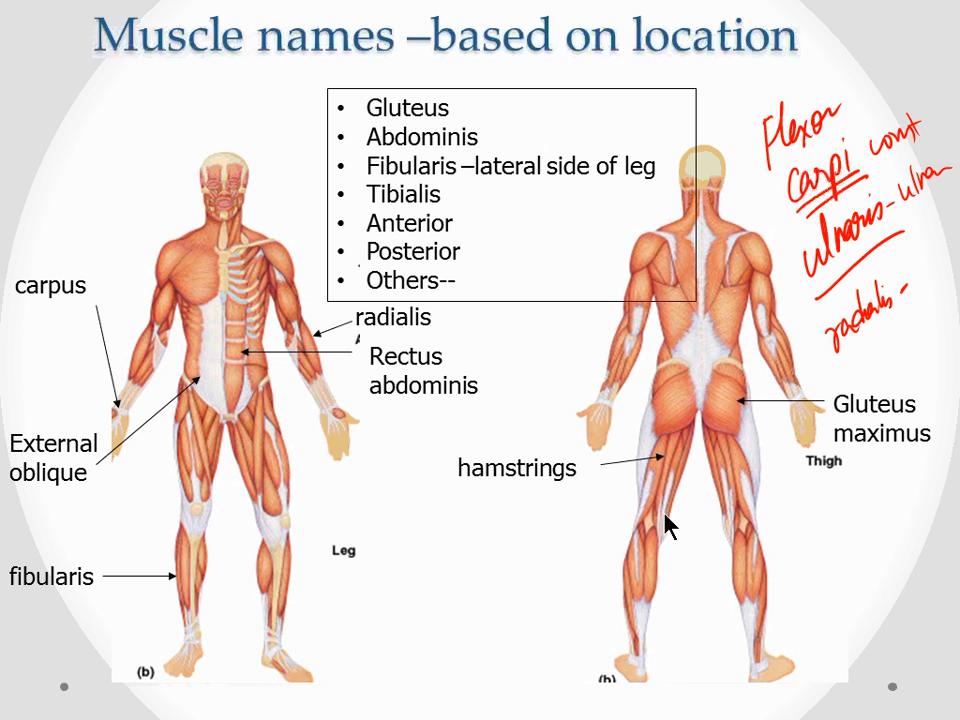 Muscle names –based on location
• Gluteus
• Abdominis
• Fibularis –lateral side of leg
• Tibialis
• Anterior
• Posterior
• Others--
Flexor
carpi
ulnaris - ulnar
radialis -
carpus
radialis
Rectus
abdominis
External
oblique
fibularis
Leg
(b)
hamstrings
Gluteus
maximus
Thigh
(b)